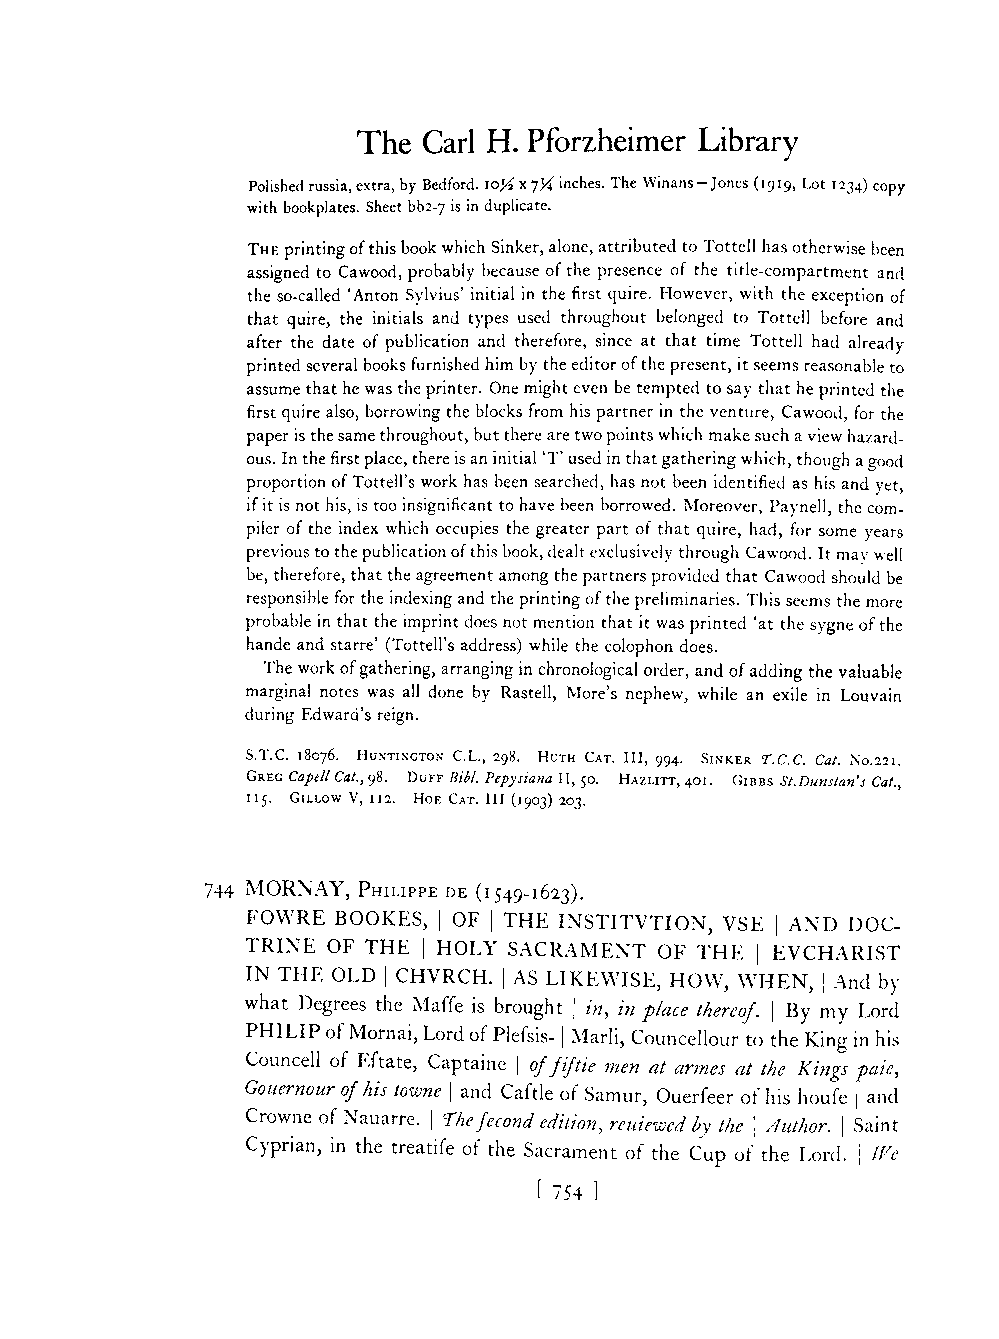 The Carl H. Pforzheimer Library
Polished russia, extra, by Bedford. 10½ x 7¼ inches. The Winans—Jones (1919, Lot 1234) copy
with bookplates. Sheet bb2-7 is in duplicate.
THE printing of this book which Sinker, alone, attributed to Tottell has otherwise been
assigned to Cawood, probably because of the presence of the title-compartment and
the so-called 'Anton Sylvius' initial in the first quire. However, with the exception of
that quire, the initials and types used throughout belonged to Tottell before and
after the date of publication and therefore, since at that time Tottell had already
printed several books furnished him by the editor of the present, it seems reasonable to
assume that he was the printer. One might even be tempted to say that he printed the
first quire also, borrowing the blocks from his partner in the venture, Cawood, for the
paper is the same throughout, but there are two points which make such a view hazard-
ous. In the first place, there is an initial 'T' used in that gathering which, though a good
proportion of Tottell's work has been searched, has not been identified as his and yet,
if it is not his, is too insignificant to have been borrowed. Moreover, Paynell, the com-
piler of the index which occupies the greater part of that quire, had, for some years
previous to the publication of this book, dealt exclusively through Cawood. It may well
be, therefore, that the agreement among the partners provided that Cawood should be
responsible for the indexing and the printing of the preliminaries. This seems the more
probable in that the imprint does not mention that it was printed 'at the sygne of the
hande and starre' (Tottell's address) while the colophon does.
The work of gathering, arranging in chronological order, and of adding the valuable
marginal notes was all done by Rastell, More's nephew, while an exile in Louvain
during Edward's reign.
S.T.C. 18076. HUNTINGTON C.L., 298. HUTH CAT. III, 994. SINKER T.C.C. Cat. No.221.
GREG Capell Cat., 98. DUFF Bibl. Pepysiana II, 50. HAZLITT, 401. GIBBS St.Dunstan's Cat.,
115. GILLOW V, 112. HOE CAT. III (1903) 203.
744 MORNAY, PHILIPPE DE (1549-1623).
FOWRE BOOKES, | OF | THE INSTITVTION, VSE | AND DOC-
TRINE OF THE | HOLY SACRAMENT OF THE | EVCHARIST
IN THE OLD | CHVRCH. | AS LIKEWISE, HOW, WHEN, | And by
what Degrees the Maſſe is brought | in, in place thereof. | By my Lord
PHILIP of Mornai, Lord of Pleſsis- | Marli, Councellour to the King in his
Councell of Eſtate, Captaine | of fiftie men at armes at the Kings paie,
Gouernour of his towne | and Caſtle of Samur, Ouerſeer of his houſe | and
Crowne of Nauarre. | The ſecond edition, reuiewed by the | Author. | Saint
Cyprian, in the treatiſe of the Sacrament of the Cup of the Lord. | We
[ 754 ]